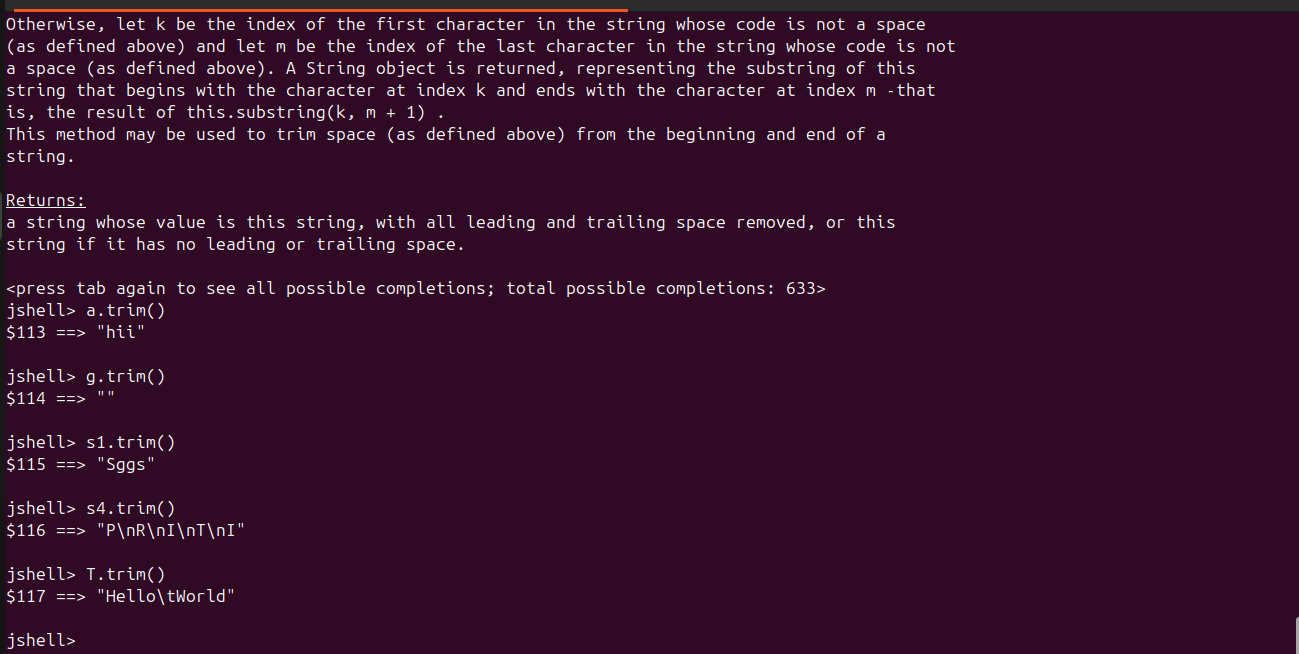 Otherwise, let k be the index of the first character in the string whose code is not a space
(as defined above) and let m be the index of the last character in the string whose code is not
a space (as defined above). A String object is returned, representing the substring of this
string that begins with the character at index k and ends with the character at index m -that
is, the result of this.substring(k, m + 1) .
This method may be used to trim space (as defined above) from the beginning and end of a
string.
Returns:
a string whose value is this string, with all leading and trailing space removed, or this
string if it has no leading or trailing space.
<press tab again to see all possible completions; total possible completions: 633>
jshell> a.trim()
$113 ==> "hii"
jshell> g.trim()
$114 ==> ""
jshell> s1.trim()
$115 ==> "Sggs"
jshell> s4.trim()
$116 ==> "P\nR\nI\nT\nI"
jshell> T.trim()
$117 ==> "Hello\tWorld"
jshell>